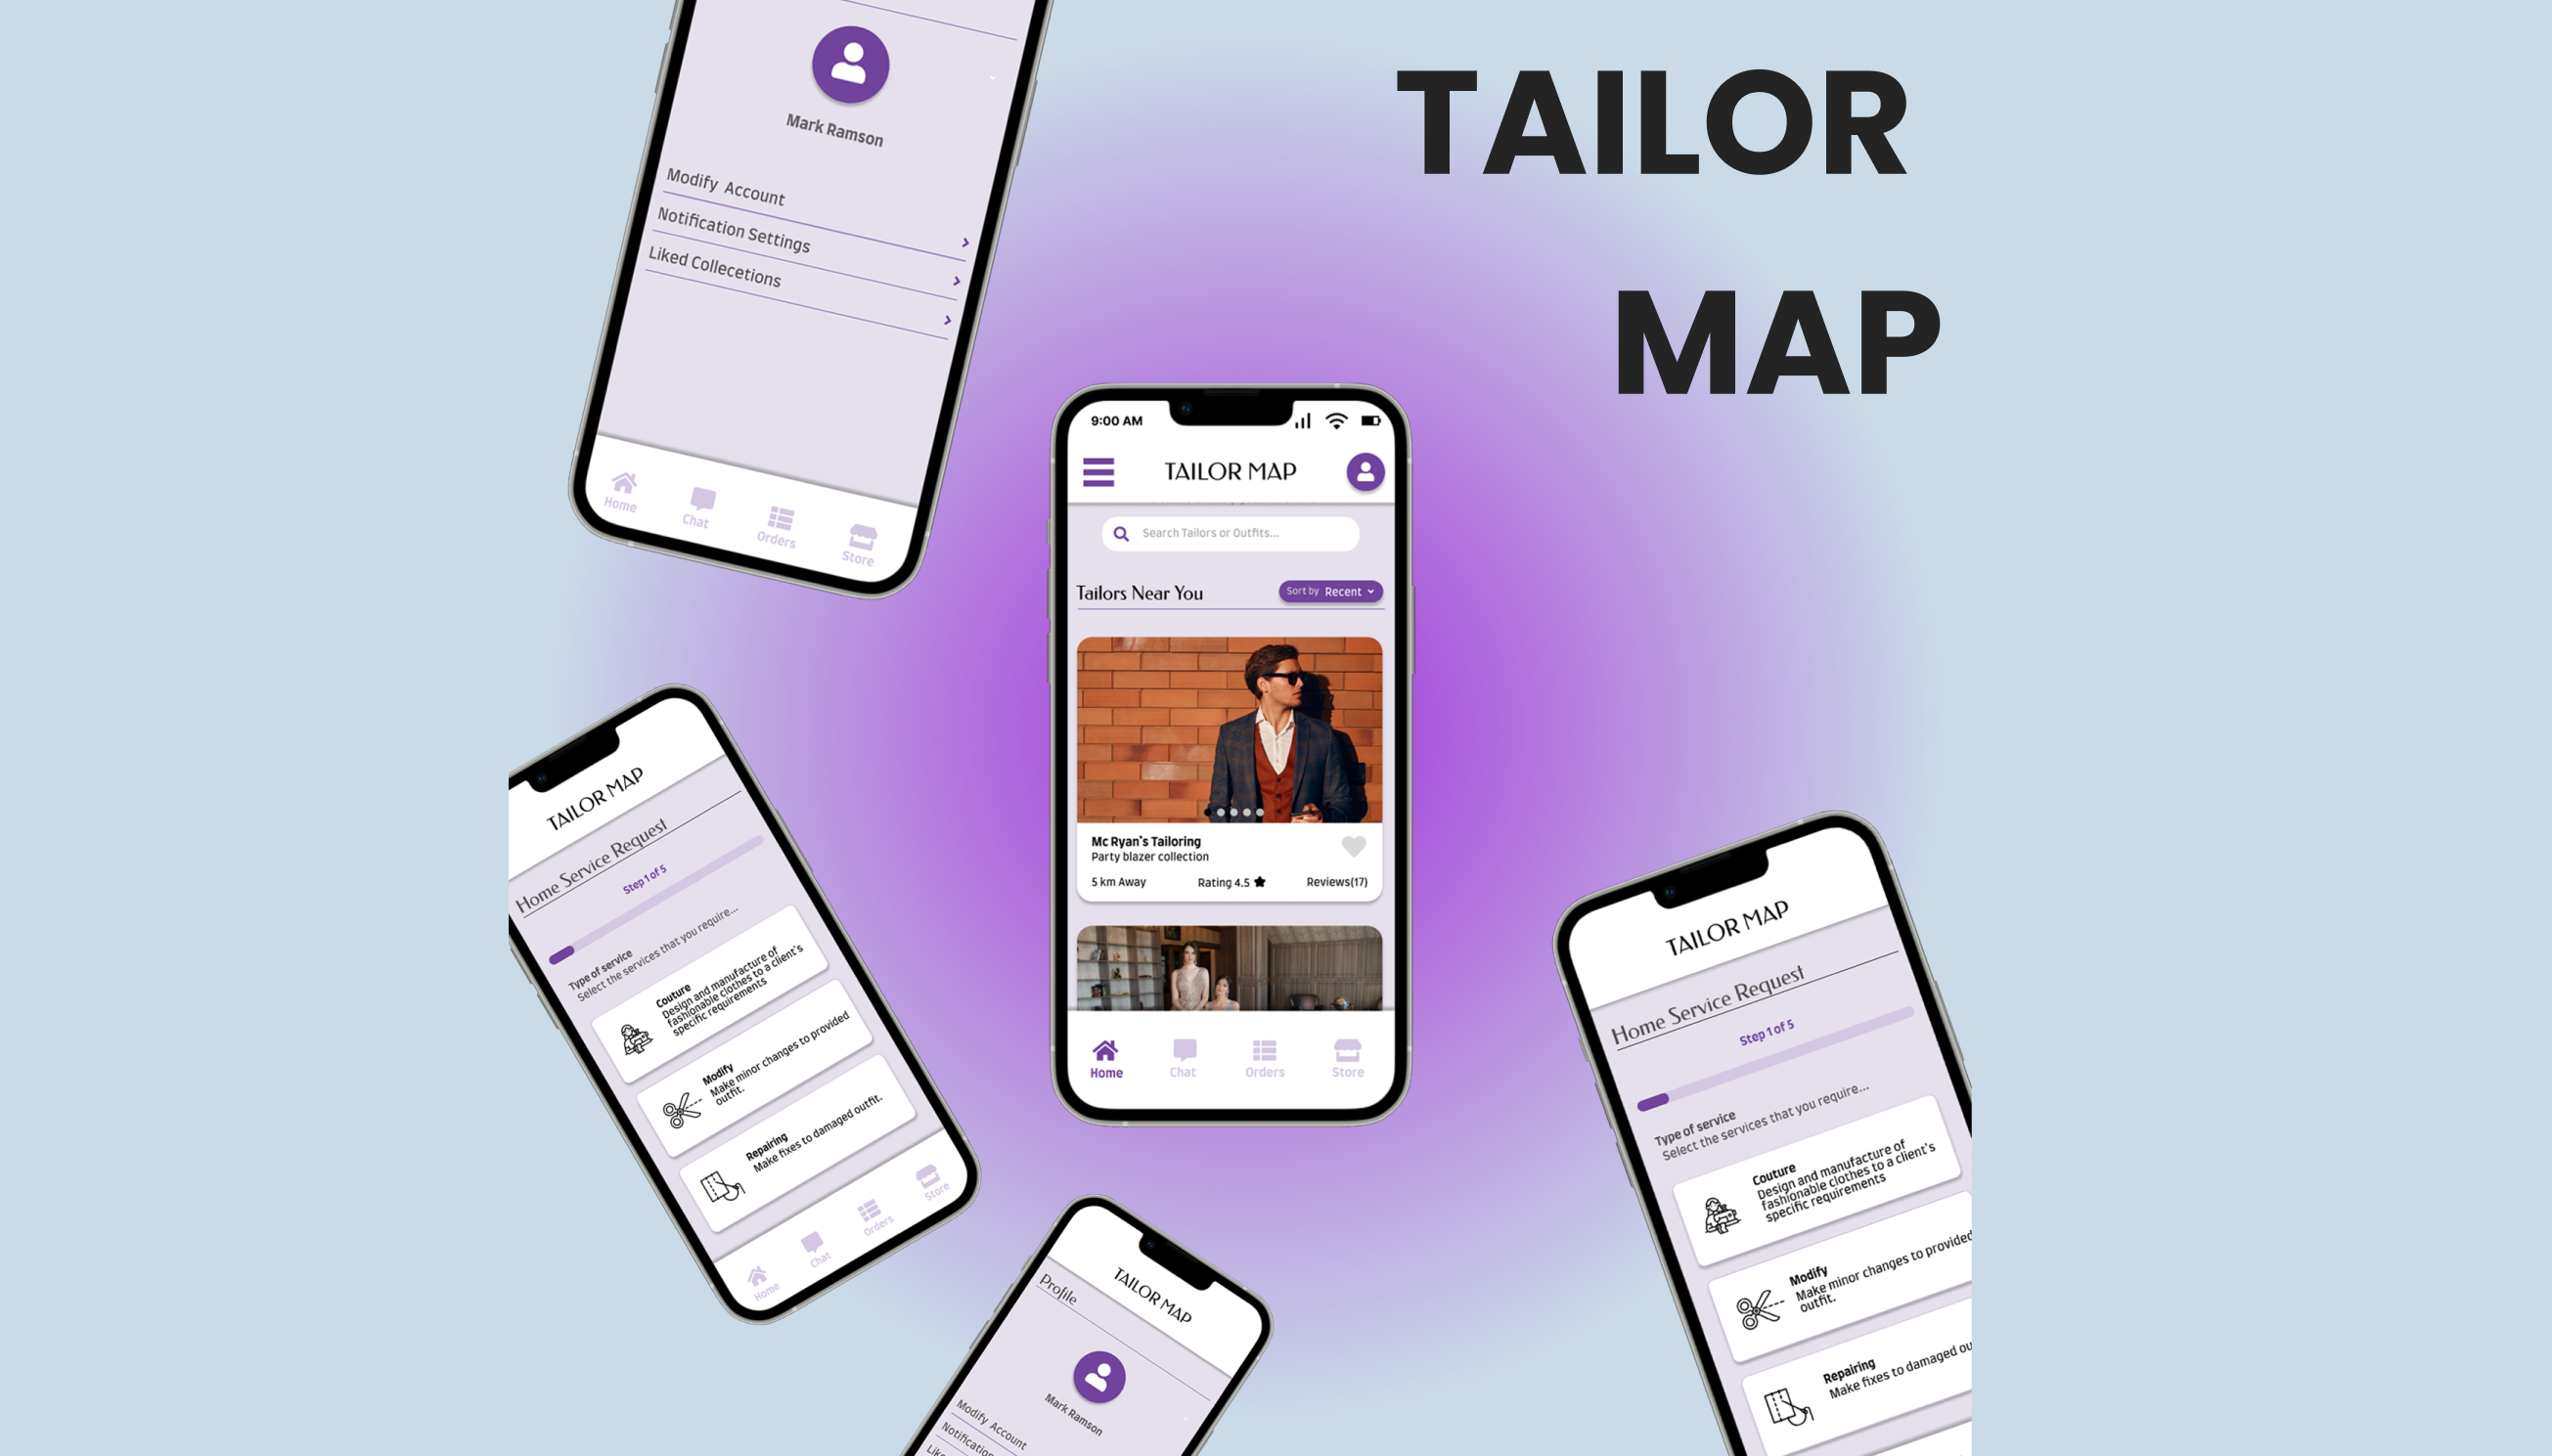 TAILOR
MAP
Mark Ramson
Modify Account
Notification Settings
Liked Collecetions
Home
Chat
Orders
Store
9:00 AM
TAILOR MAP
Search Tailors or Outfits...
Tailors Near You
Sort by Recent
Mc Ryan's Tailoring
Party blazer collection
5 km Away Rating 4.5 Reviews(17)
Home Chat Orders Store
TAILOR MAP
Home Service Request
Step 1 of 5
Type of service
Select the services that you require...
Couture
Design and manufacture of
fashionable clothes to a client's
specific requirements
Modify
Make minor changes to provided
outfit.
Repairing
Make fixes to damaged outfit.
Home
Chat
Orders
Store
TAILOR MAP
Profile
Mark Ramson
Modify Account
Notification
TAILOR MAP
Home Service Request
Step 1 of 5
Type of service
Select the services that you require...
Couture
Design and manufacture of
fashionable clothes to a client's
specific requirements
Modify
Make minor changes to provided
outfit.
Repairing
Make fixes to damaged